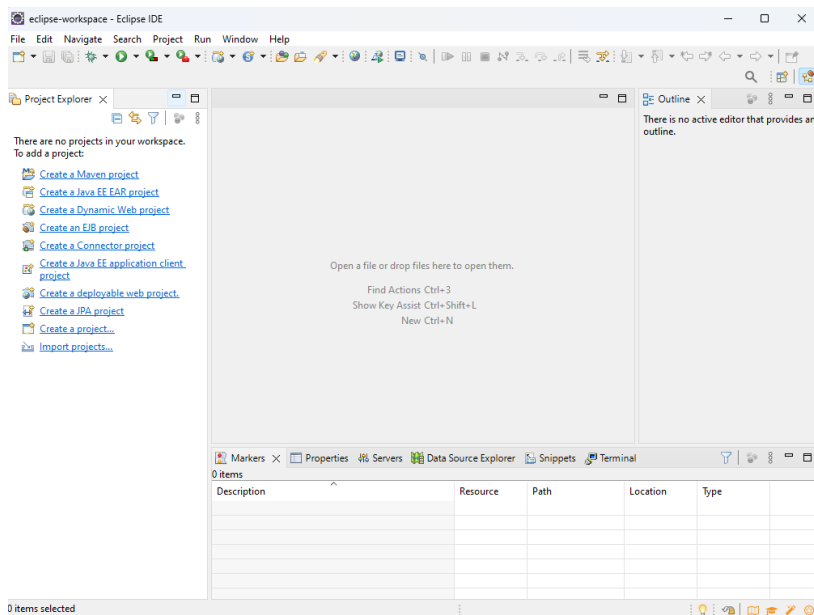 eclipse-workspace - Eclipse IDE
File Edit Navigate Search Project Run Window Help
Project Explorer
There are no projects in your workspace.
To add a project:
Create a Maven project
Create a Java EE EAR project
Create a Dynamic Web project
Create an EJB project
Create a Connector project
Create a Java EE application client
project
Create a deployable web project.
Create a JPA project
Create a project...
Import projects...
Open a file or drop files here to open them.
Find Actions Ctrl+3
Show Key Assist Ctrl+Shift+L
New Ctrl+N
Outline
There is no active editor that provides an
outline.
Markers Properties Servers Data Source Explorer Snippets Terminal
0 items
Description Resource Path Location Type
0 items selected